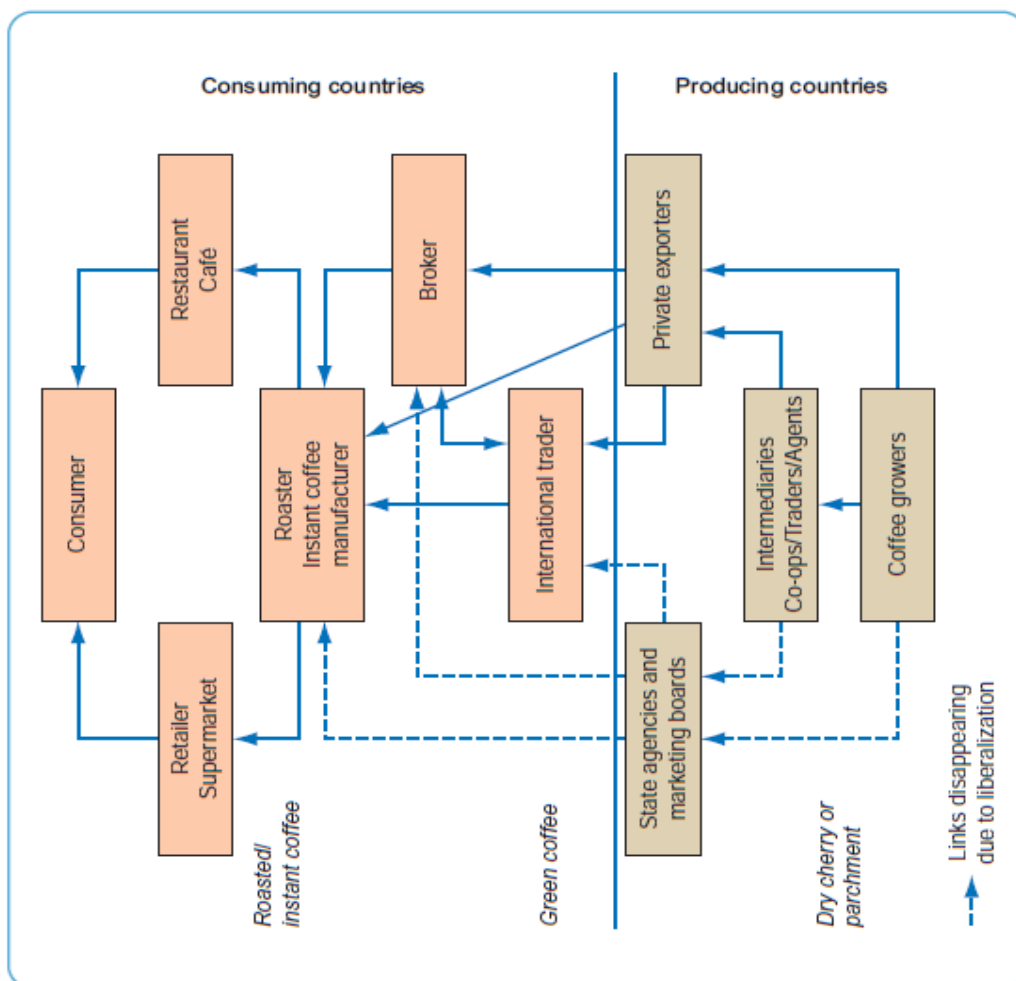 Consuming countries
Producing countries
Consumer
Retailer
Supermarket
Restaurant
Café
Roaster
Instant coffee
manufacturer
Broker
International trader
State agencies and
marketing boards
Private exporters
Intermediaries
Co-ops/Traders/Agents
Coffee growers
Roasted/
instant coffee
Green coffee
Dry cherry or
parchment
Links disappearing
due to liberalization